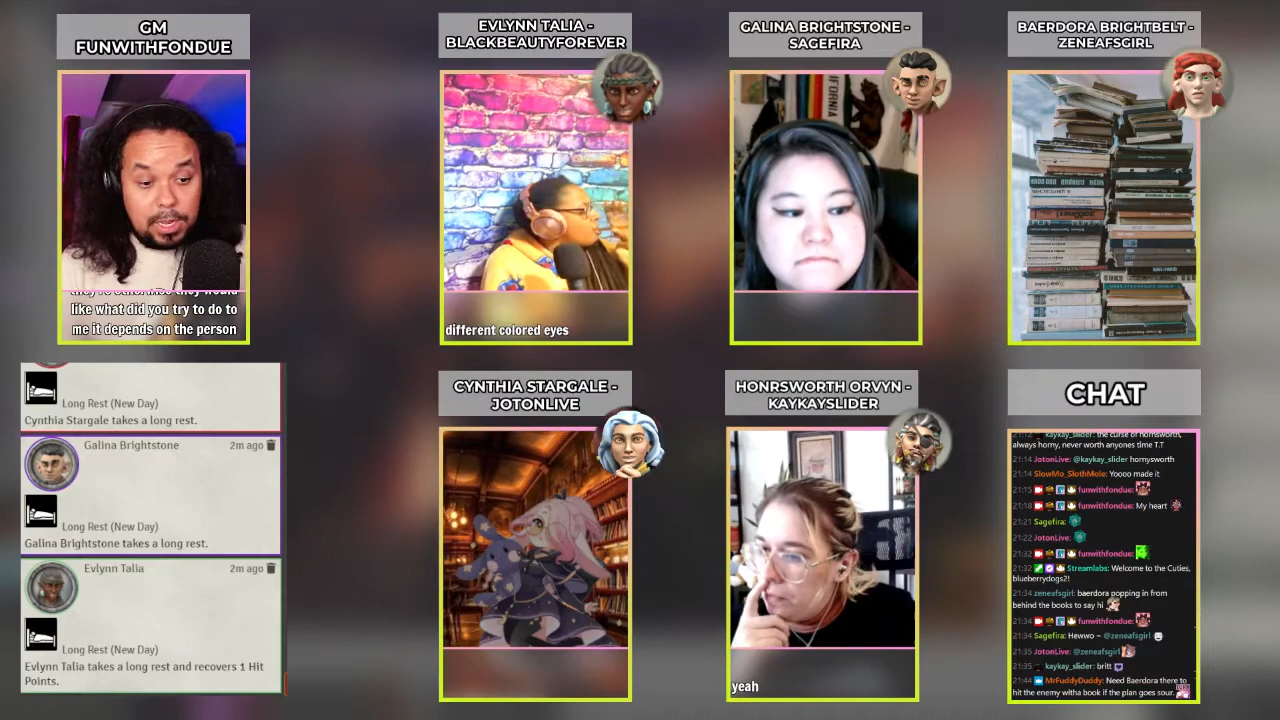 GM
FUNWITHFONDUE
EVLYNN TALIA -
BLACKBEAUTYFOREVER
GALINA BRIGHTSTONE -
SAGEFIRA
BAERDORA BRIGHTBELT -
ZENEAFSGIRL
like what did you try to do to
me it depends on the person
different colored eyes
Long Rest (New Day)
Cynthia Stargale takes a long rest.
Galina Brightstone 2m ago
Long Rest (New Day)
Galina Brightstone takes a long rest.
Evlynn Talia 2m ago
Long Rest (New Day)
Evlynn Talia takes a long rest and recovers 1 Hit
Points.
CYNTHIA STARGALE -
JOTONLIVE
HONRSWORTH ORVYN -
KAYKAYSLIDER
yeah
CHAT
kaykay_slider: the curse of hornsworth,
always horny, never worth anyones time T.T
21:14 JotonLive: @kaykay_slider hornysworth
21:14 SlowMo_SlothMole: Yoooo made it
21:15 funwithfondue:
21:18 funwithfondue: My heart
21:21 Sagefira:
21:22 JotonLive:
21:32 funwithfondue:
21:32 Streamlabs: Welcome to the Cuties,
blueberrydogs2!
21:34 zeneafsgirl: baerdora popping in from
behind the books to say hi
21:34 funwithfondue:
21:34 Sagefira: Hewwo ~ @zeneafsgirl
21:35 JotonLive: @zeneafsgirl
21:35 kaykay_slider: britt
21:44 MrFuddyDuddy: Need Baerdora there to
hit the enemy witha book if the plan goes sour.